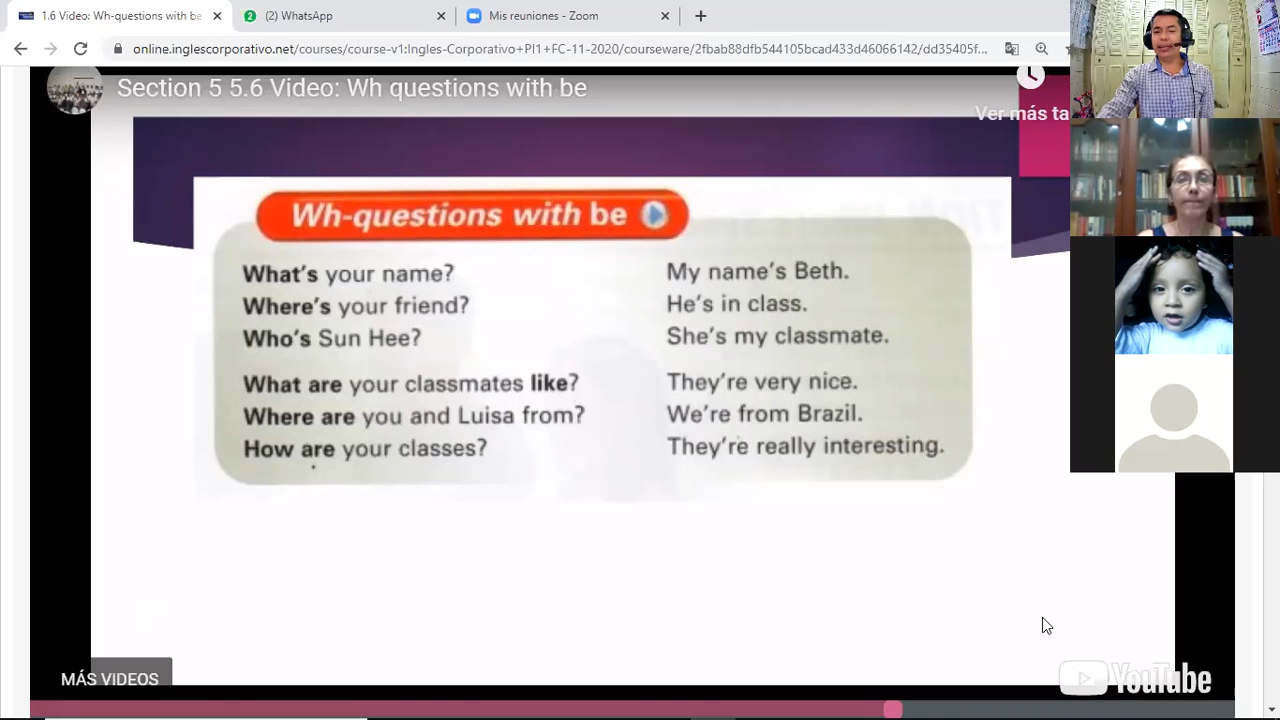 1.6 Video: Wh-questions with be
(2) WhatsApp
Mis reuniones - Zoom
online.inglescorporativo.net/courses/course-v1:Ingles-Corporativo+PI1+FC-11-2020/courseware/2fbab8dfb544105bcad433d460b6142/dd35405f...
Section 5 5.6 Video: Wh questions with be
Ver más ta
Wh-questions with be
What's your name? My name's Beth.
Where's your friend? He's in class.
Who's Sun Hee? She's my classmate.
What are your classmates like? They're very nice.
Where are you and Luisa from? We're from Brazil.
How are your classes? They're really interesting.
MÁS VIDEOS
YouTube